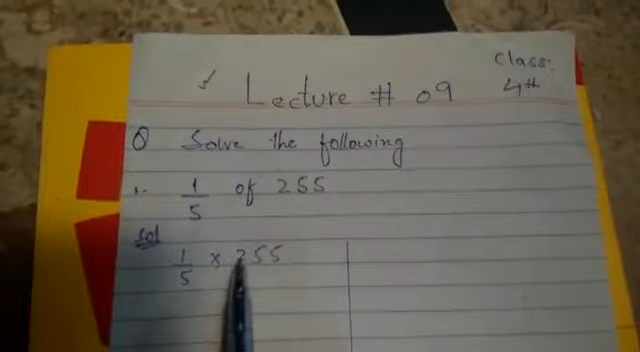 Class:
4th
Lecture # 09
Q Solve the following
1. 1/5 of 255
Sol
1/5 × 255